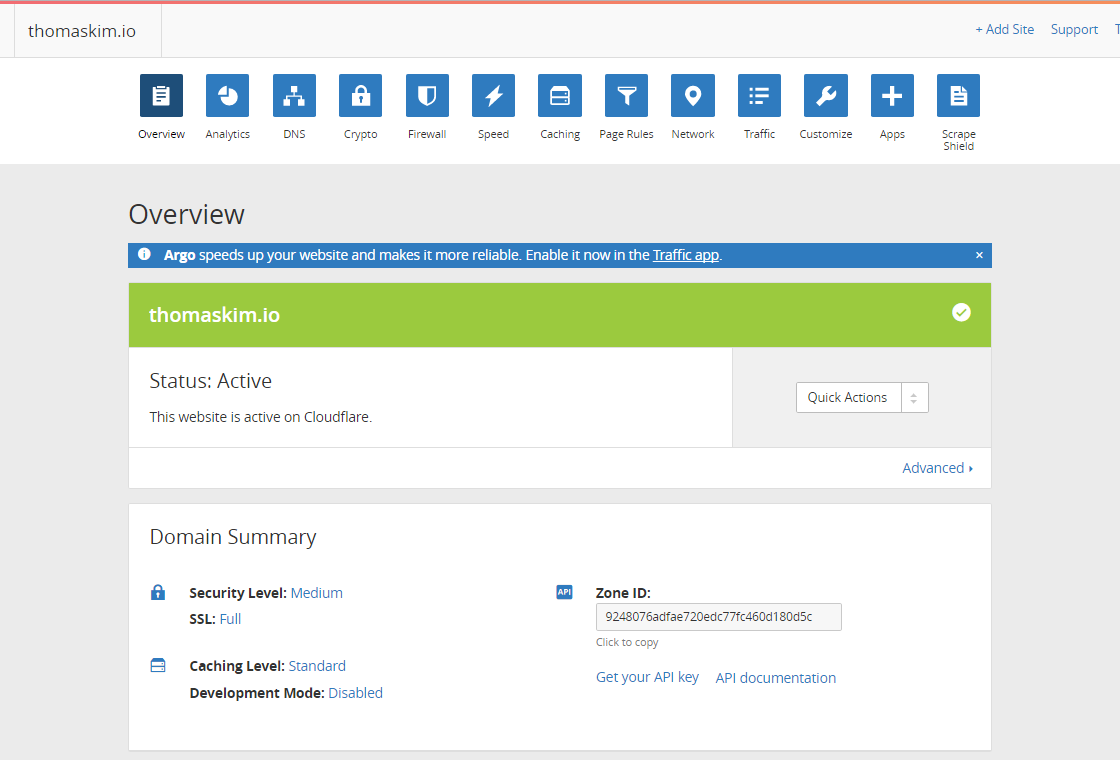 thomaskim.io
+ Add Site Support T
Overview Analytics DNS Crypto Firewall Speed Caching Page Rules Network Traffic Customize Apps Scrape
Shield
Overview
Argo speeds up your website and makes it more reliable. Enable it now in the Traffic app. ×
thomaskim.io
Status: Active
This website is active on Cloudflare.
Quick Actions
Advanced
Domain Summary
Security Level: Medium
SSL: Full
Caching Level: Standard
Development Mode: Disabled
API Zone ID:
9248076adfae720edc77fc460d180d5c
Click to copy
Get your API key API documentation